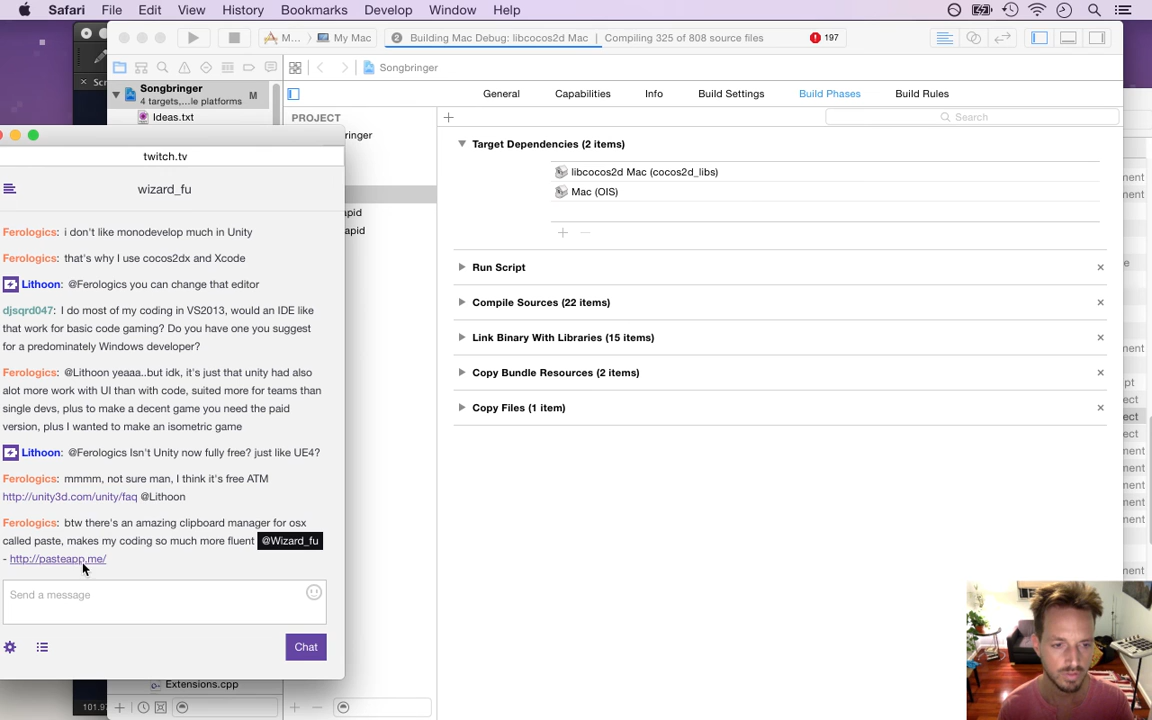 Safari File Edit View History Bookmarks Develop Window Help
M... My Mac
2 Building Mac Debug: libcocos2d Mac | Compiling 325 of 808 source files
197
Songbringer
Songbringer
M
4 targets,...le platforms
Ideas.txt
General Capabilities Info Build Settings Build Phases Build Rules
PROJECT
Search
Target Dependencies (2 items)
libcocos2d Mac (cocos2d_libs)
Mac (OIS)
Run Script
Compile Sources (22 items)
Link Binary With Libraries (15 items)
Copy Bundle Resources (2 items)
Copy Files (1 item)
twitch.tv
wizard_fu
Ferologics: i don't like monodevelop much in Unity
Ferologics: that's why I use cocos2dx and Xcode
Lithoon: @Ferologics you can change that editor
djsqrd047: I do most of my coding in VS2013, would an IDE like
that work for basic code gaming? Do you have one you suggest
for a predominately Windows developer?
Ferologics: @Lithoon yeaaa..but idk, it's just that unity had also
alot more work with UI than with code, suited more for teams than
single devs, plus to make a decent game you need the paid
version, plus I wanted to make an isometric game
Lithoon: @Ferologics Isn't Unity now fully free? just like UE4?
Ferologics: mmmm, not sure man, I think it's free ATM
http://unity3d.com/unity/faq @Lithoon
Ferologics: btw there's an amazing clipboard manager for osx
called paste, makes my coding so much more fluent @Wizard_fu
- http://pasteapp.me/
Send a message
Chat
Extensions.cpp